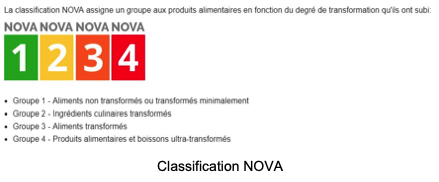 La classification NOVA assigne un groupe aux produits alimentaires en fonction du degré de transformation qu'ils ont subi:
NOVA NOVA NOVA NOVA
1 2 3 4
• Groupe 1 - Aliments non transformés ou transformés minimalement
• Groupe 2 - Ingrédients culinaires transformés
• Groupe 3 - Aliments transformés
• Groupe 4 - Produits alimentaires et boissons ultra-transformés
Classification NOVA